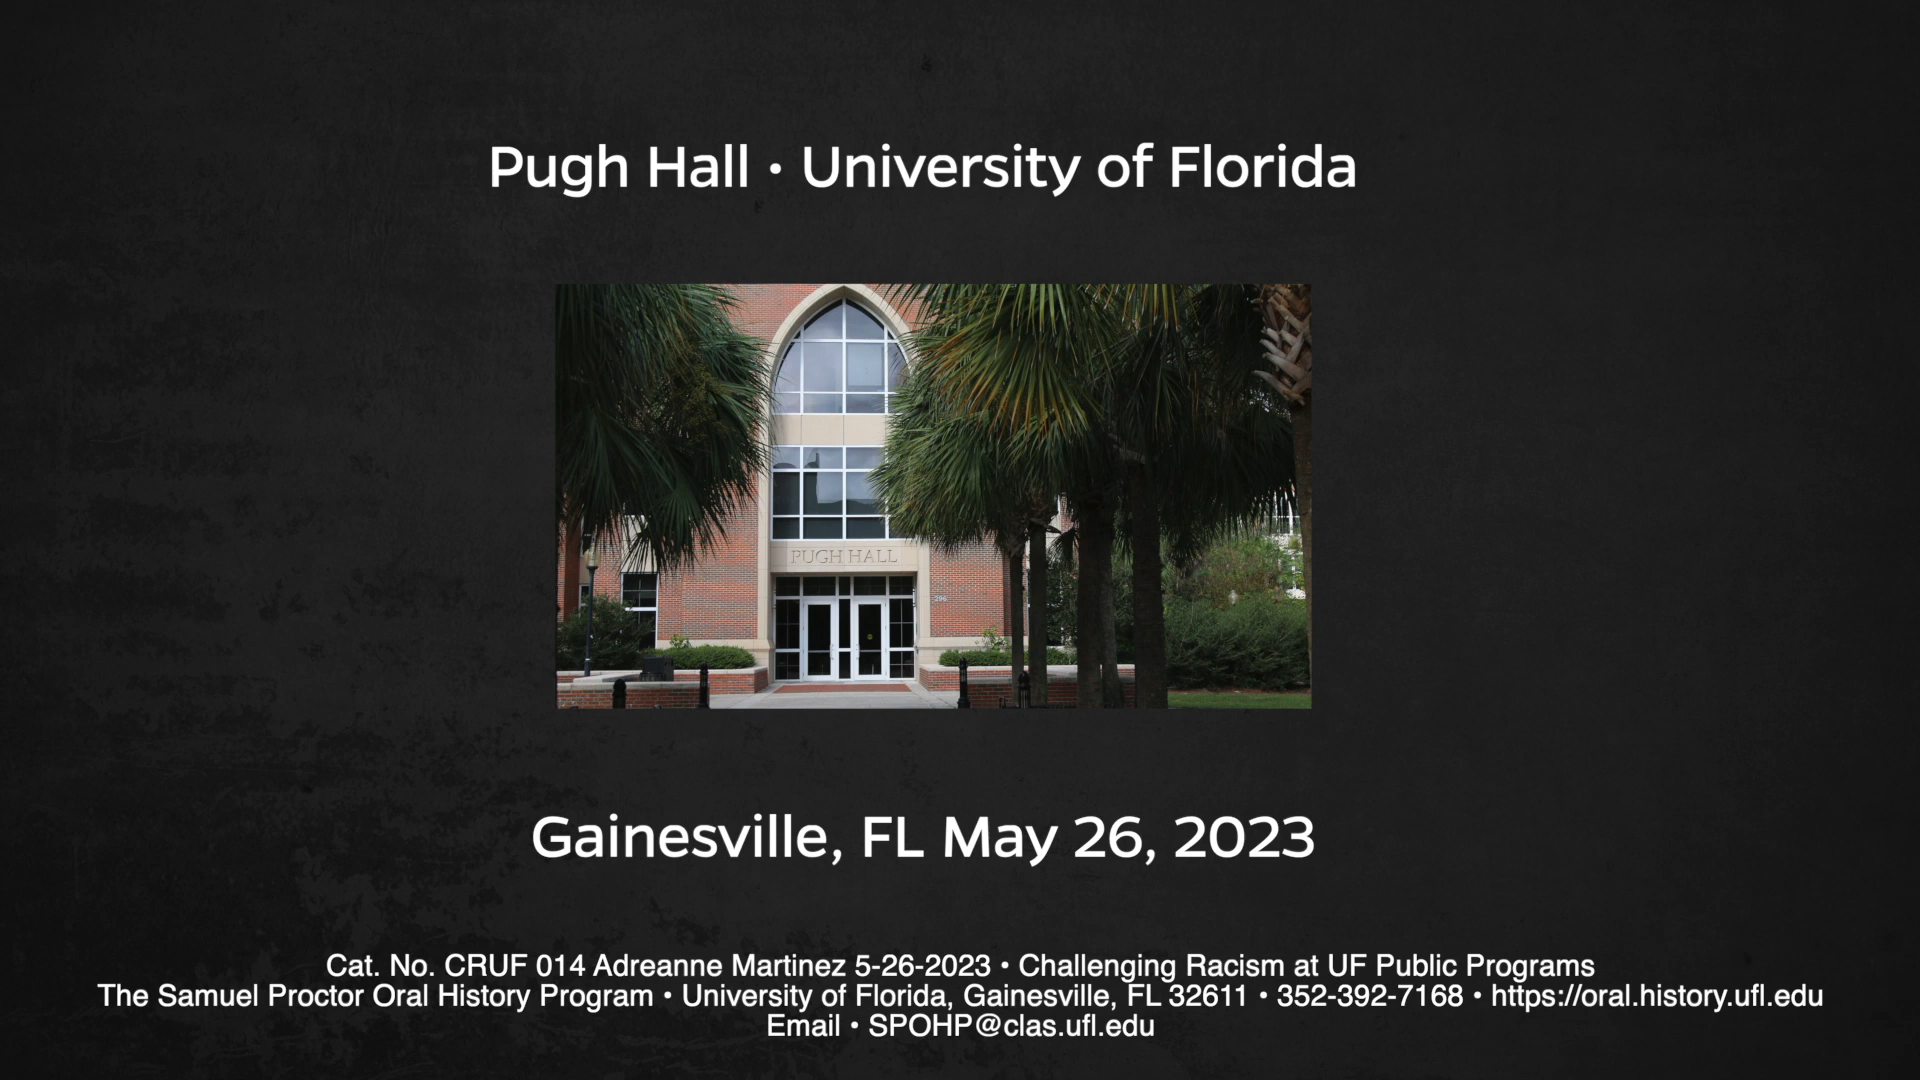 Pugh Hall • University of Florida
PUGH HALL
296
Gainesville, FL May 26, 2023
Cat. No. CRUF 014 Adreanne Martinez 5-26-2023 • Challenging Racism at UF Public Programs
The Samuel Proctor Oral History Program • University of Florida, Gainesville, FL 32611 • 352-392-7168 • https://oral.history.ufl.edu
Email • SPOHP@clas.ufl.edu